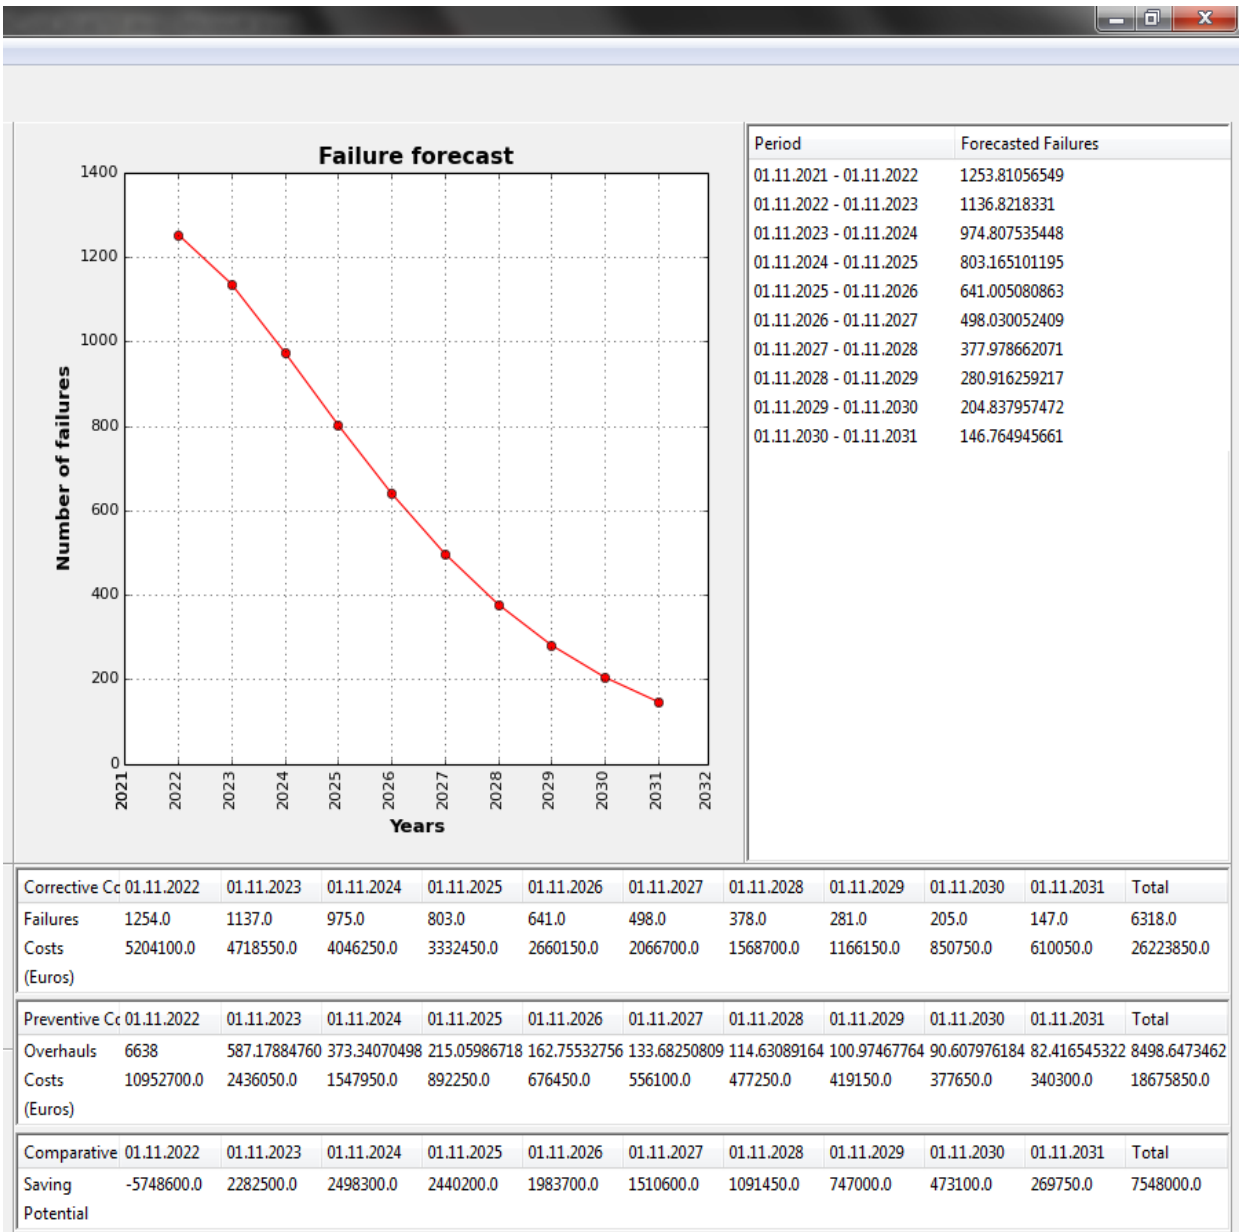 Failure forecast
1400
1200
1000
800
600
400
200
0
Number of failures
2021 2022 2023 2024 2025 2026 2027 2028 2029 2030 2031 2032
Years
Period Forecasted Failures
01.11.2021 - 01.11.2022 1253.81056549
01.11.2022 - 01.11.2023 1136.8218331
01.11.2023 - 01.11.2024 974.807535448
01.11.2024 - 01.11.2025 803.165101195
01.11.2025 - 01.11.2026 641.005080863
01.11.2026 - 01.11.2027 498.030052409
01.11.2027 - 01.11.2028 377.978662071
01.11.2028 - 01.11.2029 280.916259217
01.11.2029 - 01.11.2030 204.837957472
01.11.2030 - 01.11.2031 146.764945661
Corrective Cc 01.11.2022 01.11.2023 01.11.2024 01.11.2025 01.11.2026 01.11.2027 01.11.2028 01.11.2029 01.11.2030 01.11.2031 Total
Failures 1254.0 1137.0 975.0 803.0 641.0 498.0 378.0 281.0 205.0 147.0 6318.0
Costs 5204100.0 4718550.0 4046250.0 3332450.0 2660150.0 2066700.0 1568700.0 1166150.0 850750.0 610050.0 26223850.0
(Euros)
Preventive Cc 01.11.2022 01.11.2023 01.11.2024 01.11.2025 01.11.2026 01.11.2027 01.11.2028 01.11.2029 01.11.2030 01.11.2031 Total
Overhauls 6638 587.17884760 373.34070498 215.05986718 162.75532756 133.68250809 114.63089164 100.97467764 90.607976184 82.416545322 8498.6473462
Costs 10952700.0 2436050.0 1547950.0 892250.0 676450.0 556100.0 477250.0 419150.0 377650.0 340300.0 18675850.0
(Euros)
Comparative 01.11.2022 01.11.2023 01.11.2024 01.11.2025 01.11.2026 01.11.2027 01.11.2028 01.11.2029 01.11.2030 01.11.2031 Total
Saving -5748600.0 2282500.0 2498300.0 2440200.0 1983700.0 1510600.0 1091450.0 747000.0 473100.0 269750.0 7548000.0
Potential